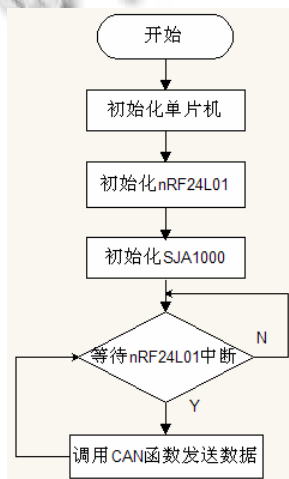 开始
初始化单片机
初始化nRF24L01
初始化SJA1000
等待nRF24L01中断
N
Y
调用CAN函数发送数据